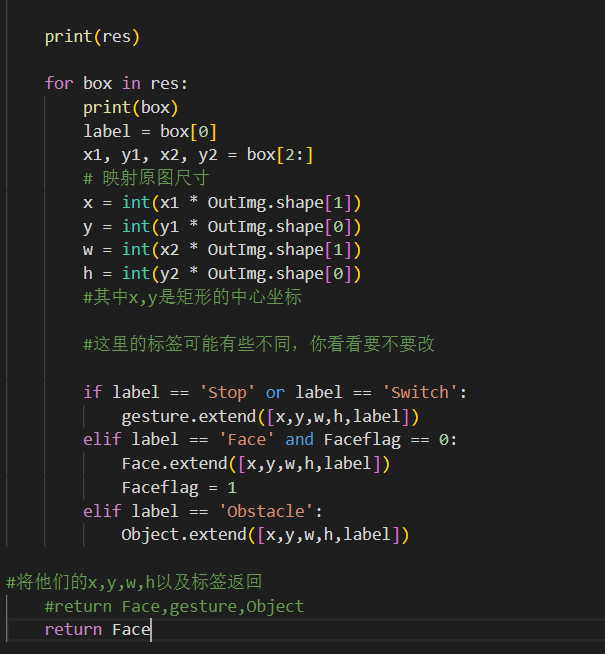 print(res)
for box in res:
print(box)
label = box[0]
x1, y1, x2, y2 = box[2:]
# 映射原图尺寸
x = int(x1 * OutImg.shape[1])
y = int(y1 * OutImg.shape[0])
w = int(x2 * OutImg.shape[1])
h = int(y2 * OutImg.shape[0])
#其中x,y是矩形的中心坐标
#这里的标签可能有些不同，你看看要不要改
if label == 'Stop' or label == 'Switch':
gesture.extend([x,y,w,h,label])
elif label == 'Face' and Faceflag == 0:
Face.extend([x,y,w,h,label])
Faceflag = 1
elif label == 'Obstacle':
Object.extend([x,y,w,h,label])
#将他们的x,y,w,h以及标签返回
#return Face,gesture,Object
return Face